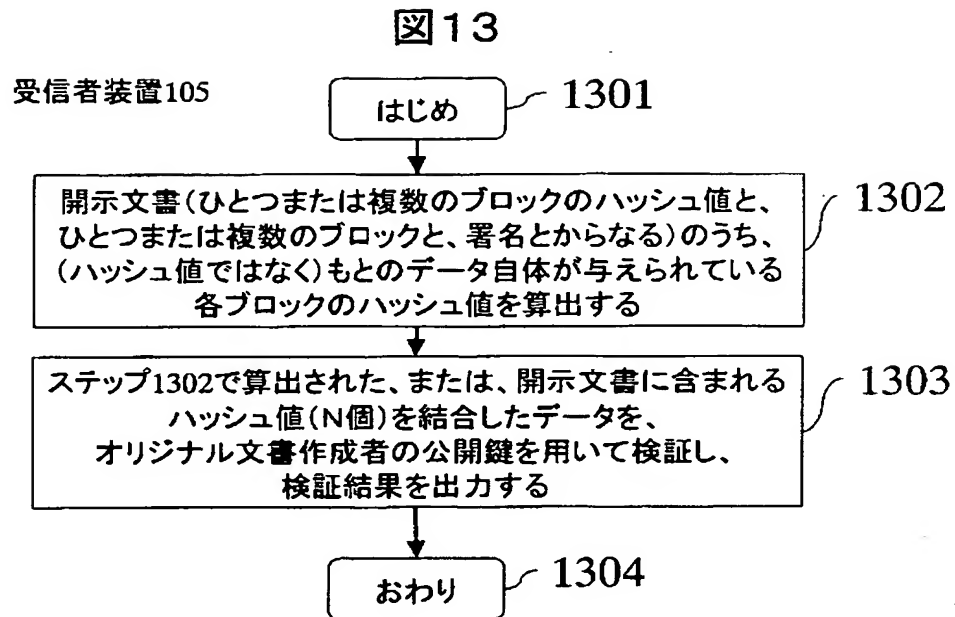 図13
受信者装置105
はじめ
1301
開示文書(ひとつまたは複数のブロックのハッシュ値と、
ひとつまたは複数のブロックと、署名とからなる)のうち、
(ハッシュ値ではなく)もとのデータ自体が与えられている
各ブロックのハッシュ値を算出する
1302
ステップ1302で算出された、または、開示文書に含まれる
ハッシュ値(N個)を結合したデータを、
オリジナル文書作成者の公開鍵を用いて検証し、
検証結果を出力する
1303
おわり
1304